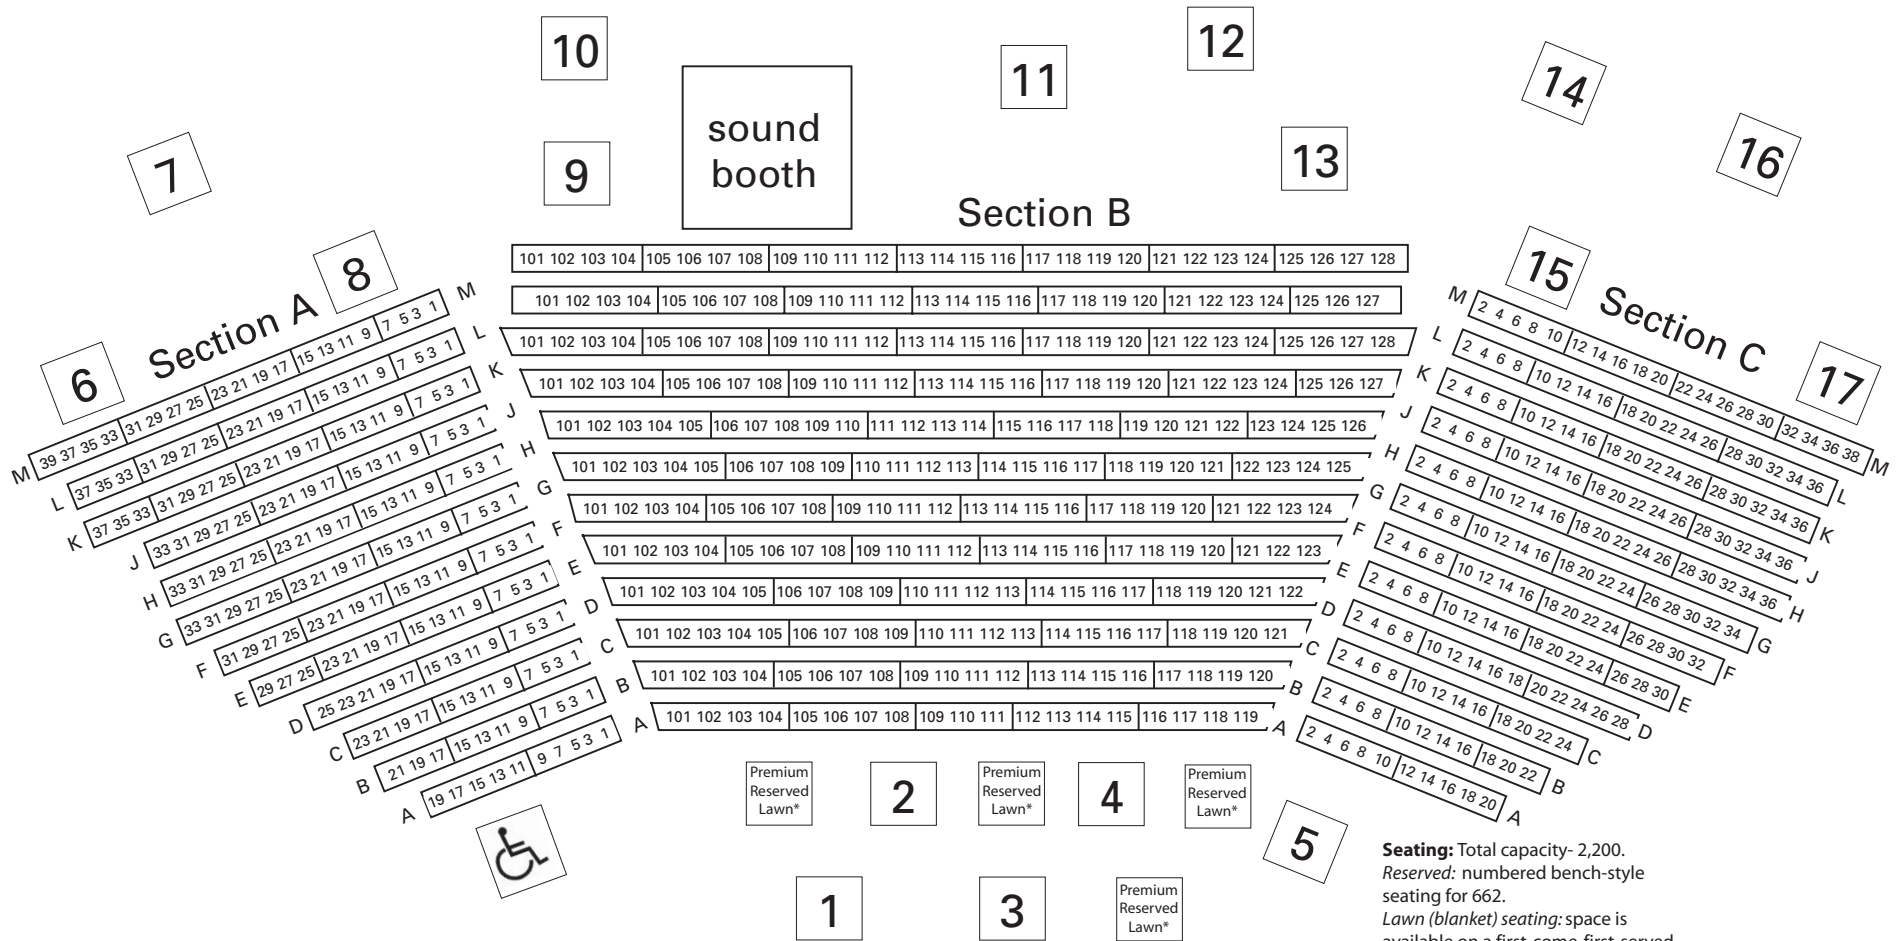 10
12
11
14
sound
booth
7
9
13
16
Section B
8
15
Section A
Section C
6
17
101 102 103 104 105 106 107 108 109 110 111 112 113 114 115 116 117 118 119 120 121 122 123 124 125 126 127 128
101 102 103 104 105 106 107 108 109 110 111 112 113 114 115 116 117 118 119 120 121 122 123 124 125 126 127
101 102 103 104 105 106 107 108 109 110 111 112 113 114 115 116 117 118 119 120 121 122 123 124 125 126 127 128
101 102 103 104 105 106 107 108 109 110 111 112 113 114 115 116 117 118 119 120 121 122 123 124 125 126 127
101 102 103 104 105 106 107 108 109 110 111 112 113 114 115 116 117 118 119 120 121 122 123 124 125 126
101 102 103 104 105 106 107 108 109 110 111 112 113 114 115 116 117 118 119 120 121 122 123 124 125
101 102 103 104 105 106 107 108 109 110 111 112 113 114 115 116 117 118 119 120 121 122 123 124
101 102 103 104 105 106 107 108 109 110 111 112 113 114 115 116 117 118 119 120 121 122 123
101 102 103 104 105 106 107 108 109 110 111 112 113 114 115 116 117 118 119 120 121 122
101 102 103 104 105 106 107 108 109 110 111 112 113 114 115 116 117 118 119 120 121
101 102 103 104 105 106 107 108 109 110 111 112 113 114 115 116 117 118 119 120
101 102 103 104 105 106 107 108 109 110 111 112 113 114 115 116 117 118 119
M 39 37 35 33 31 29 27 25 23 21 19 17 15 13 11 9 7 5 3 1 M
L 37 35 33 31 29 27 25 23 21 19 17 15 13 11 9 7 5 3 1 L
K 37 35 33 31 29 27 25 23 21 19 17 15 13 11 9 7 5 3 1 K
J 33 31 29 27 25 23 21 19 17 15 13 11 9 7 5 3 1 J
H 33 31 29 27 25 23 21 19 17 15 13 11 9 7 5 3 1 H
G 33 31 29 27 25 23 21 19 17 15 13 11 9 7 5 3 1 G
F 31 29 27 25 23 21 19 17 15 13 11 9 7 5 3 1 F
E 29 27 25 23 21 19 17 15 13 11 9 7 5 3 1 E
D 25 23 21 19 17 15 13 11 9 7 5 3 1 D
C 23 21 19 17 15 13 11 9 7 5 3 1 C
B 21 19 17 15 13 11 9 7 5 3 1 B
A 19 17 15 13 11 9 7 5 3 1 A
M 2 4 6 8 10 12 14 16 18 20 22 24 26 28 30 32 34 36 38 M
L 2 4 6 8 10 12 14 16 18 20 22 24 26 28 30 32 34 36 L
K 2 4 6 8 10 12 14 16 18 20 22 24 26 28 30 32 34 36 K
J 2 4 6 8 10 12 14 16 18 20 22 24 26 28 30 32 34 36 J
H 2 4 6 8 10 12 14 16 18 20 22 24 26 28 30 32 34 36 H
G 2 4 6 8 10 12 14 16 18 20 22 24 26 28 30 32 34 G
F 2 4 6 8 10 12 14 16 18 20 22 24 26 28 30 32 F
E 2 4 6 8 10 12 14 16 18 20 22 24 26 28 30 E
D 2 4 6 8 10 12 14 16 18 20 22 24 26 28 D
C 2 4 6 8 10 12 14 16 18 20 22 24 C
B 2 4 6 8 10 12 14 16 18 20 22 B
A 2 4 6 8 10 12 14 16 18 20 A
Premium
Reserved
Lawn*
2
Premium
Reserved
Lawn*
4
Premium
Reserved
Lawn*
5
1
3
Premium
Reserved
Lawn*
Seating: Total capacity- 2,200.
Reserved: numbered bench-style
seating for 662.
Lawn (blanket) seating: space is
available on a first-come-first-served